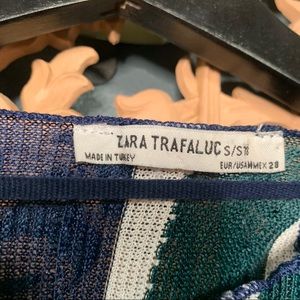 ZARA TRAFALUC S/S
MADE IN TURKEY
EUR/USA/MEX 28